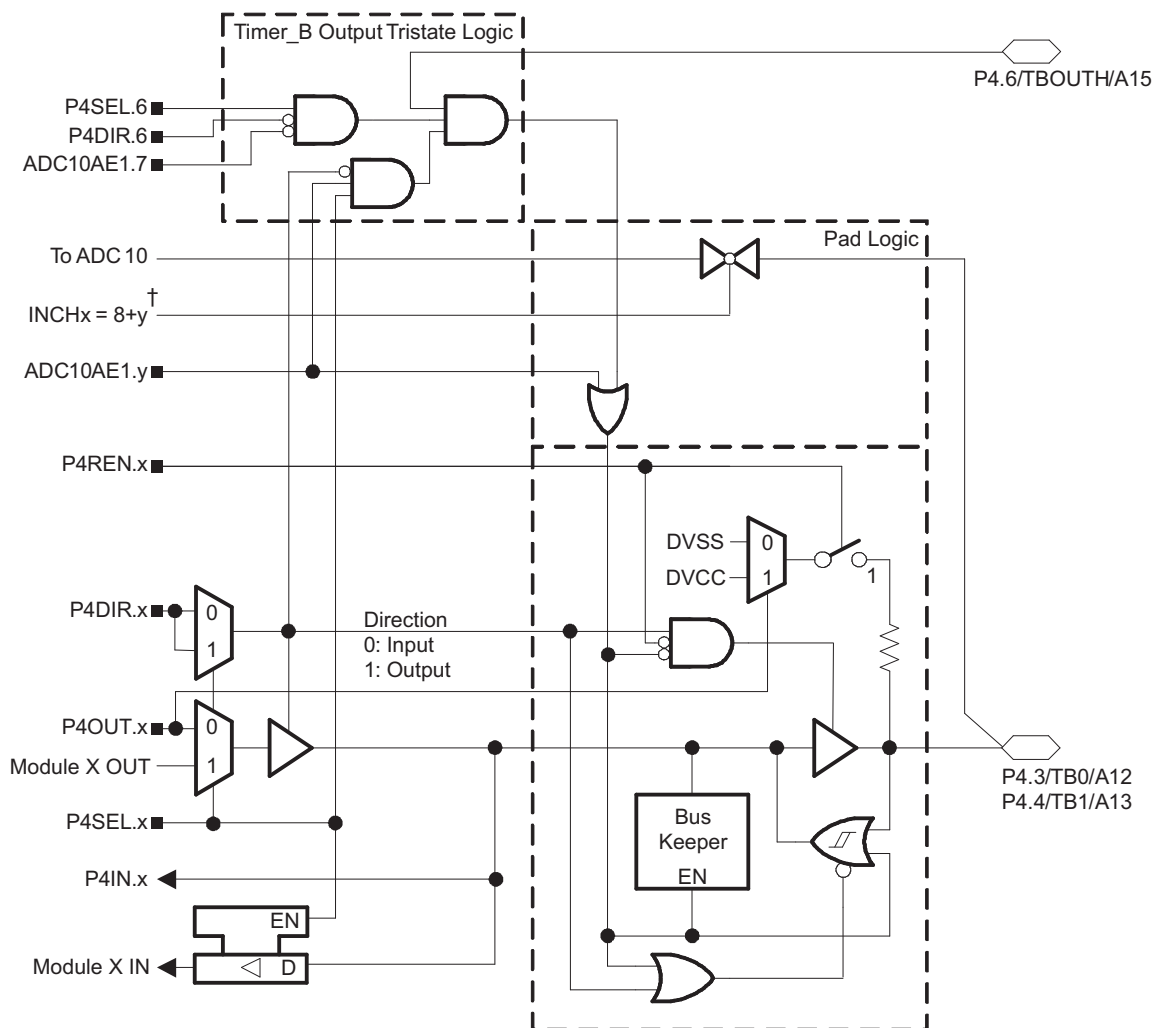 Timer_B Output Tristate Logic
P4.6/TBOUTH/A15
P4SEL.6
P4DIR.6
ADC10AE1.7
Pad Logic
To ADC 10
INCHx = 8+y†
ADC10AE1.y
P4REN.x
DVSS
0
DVCC
1
1
P4DIR.x
0
1
Direction
0: Input
1: Output
P4OUT.x
0
Module X OUT
1
P4.3/TB0/A12
P4.4/TB1/A13
P4SEL.x
Bus
Keeper
EN
P4IN.x
EN
Module X IN
D